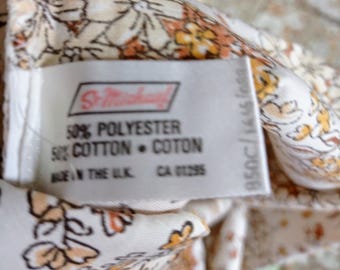 St Michael
50% POLYESTER
50% COTTON • COTON
MADE IN THE U.K. CA 01295